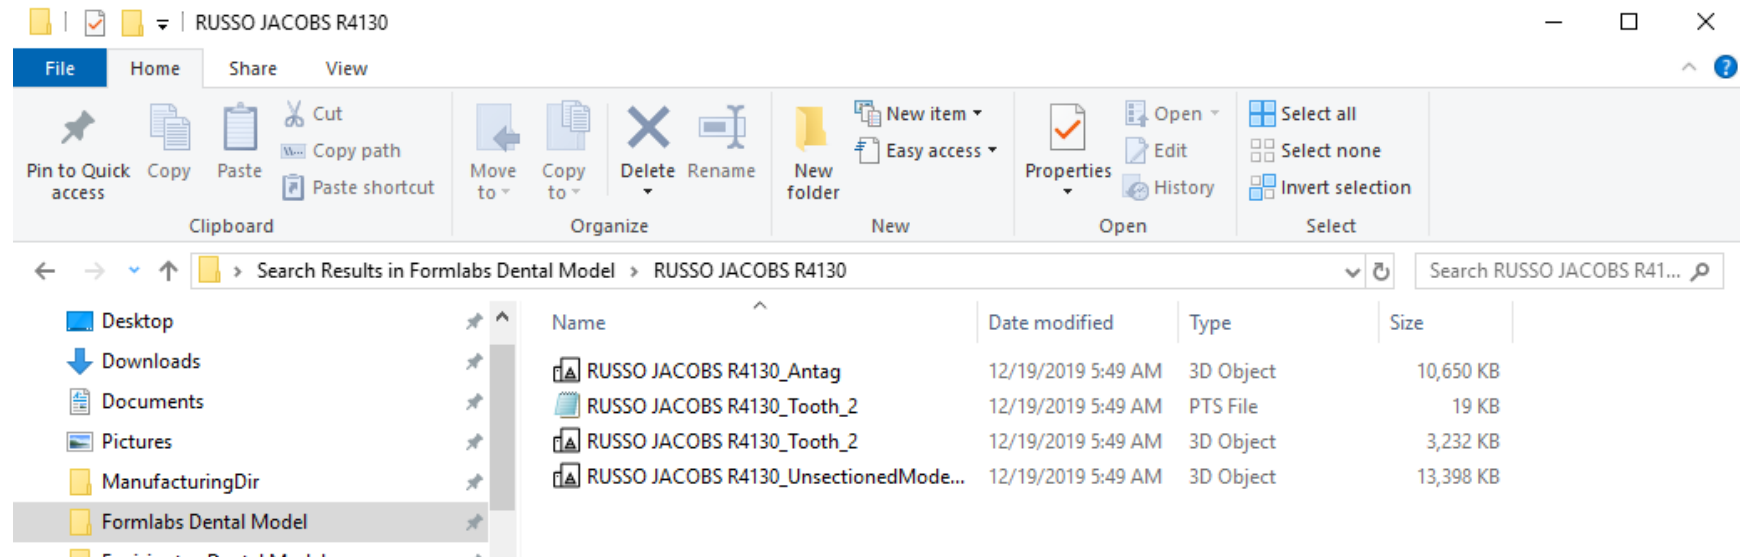 RUSSO JACOBS R4130
File Home Share View
Pin to Quick access
Copy
Paste
Cut
Copy path
Paste shortcut
Clipboard
Move to
Copy to
Delete
Rename
Organize
New folder
New item
Easy access
New
Properties
Open
Edit
History
Open
Select all
Select none
Invert selection
Select
Search Results in Formlabs Dental Model > RUSSO JACOBS R4130
Search RUSSO JACOBS R41...
Desktop
Downloads
Documents
Pictures
ManufacturingDir
Formlabs Dental Model
Name Date modified Type Size
RUSSO JACOBS R4130_Antag 12/19/2019 5:49 AM 3D Object 10,650 KB
RUSSO JACOBS R4130_Tooth_2 12/19/2019 5:49 AM PTS File 19 KB
RUSSO JACOBS R4130_Tooth_2 12/19/2019 5:49 AM 3D Object 3,232 KB
RUSSO JACOBS R4130_UnsectionedMode... 12/19/2019 5:49 AM 3D Object 13,398 KB